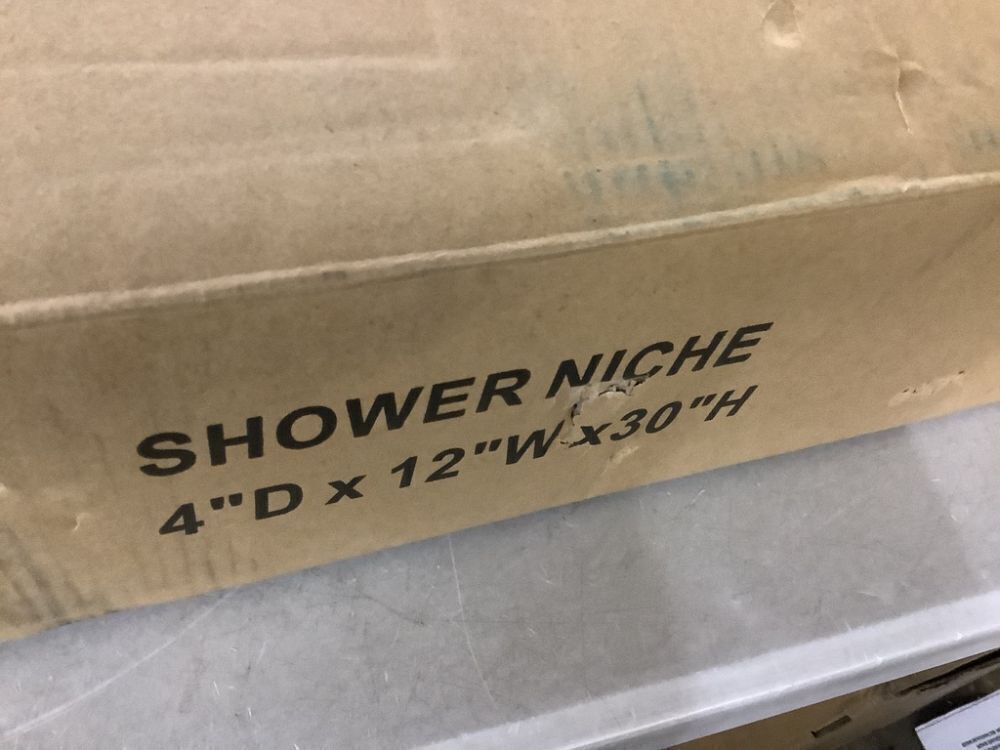 SHOWER NICHE
4"D x 12"W x30"H